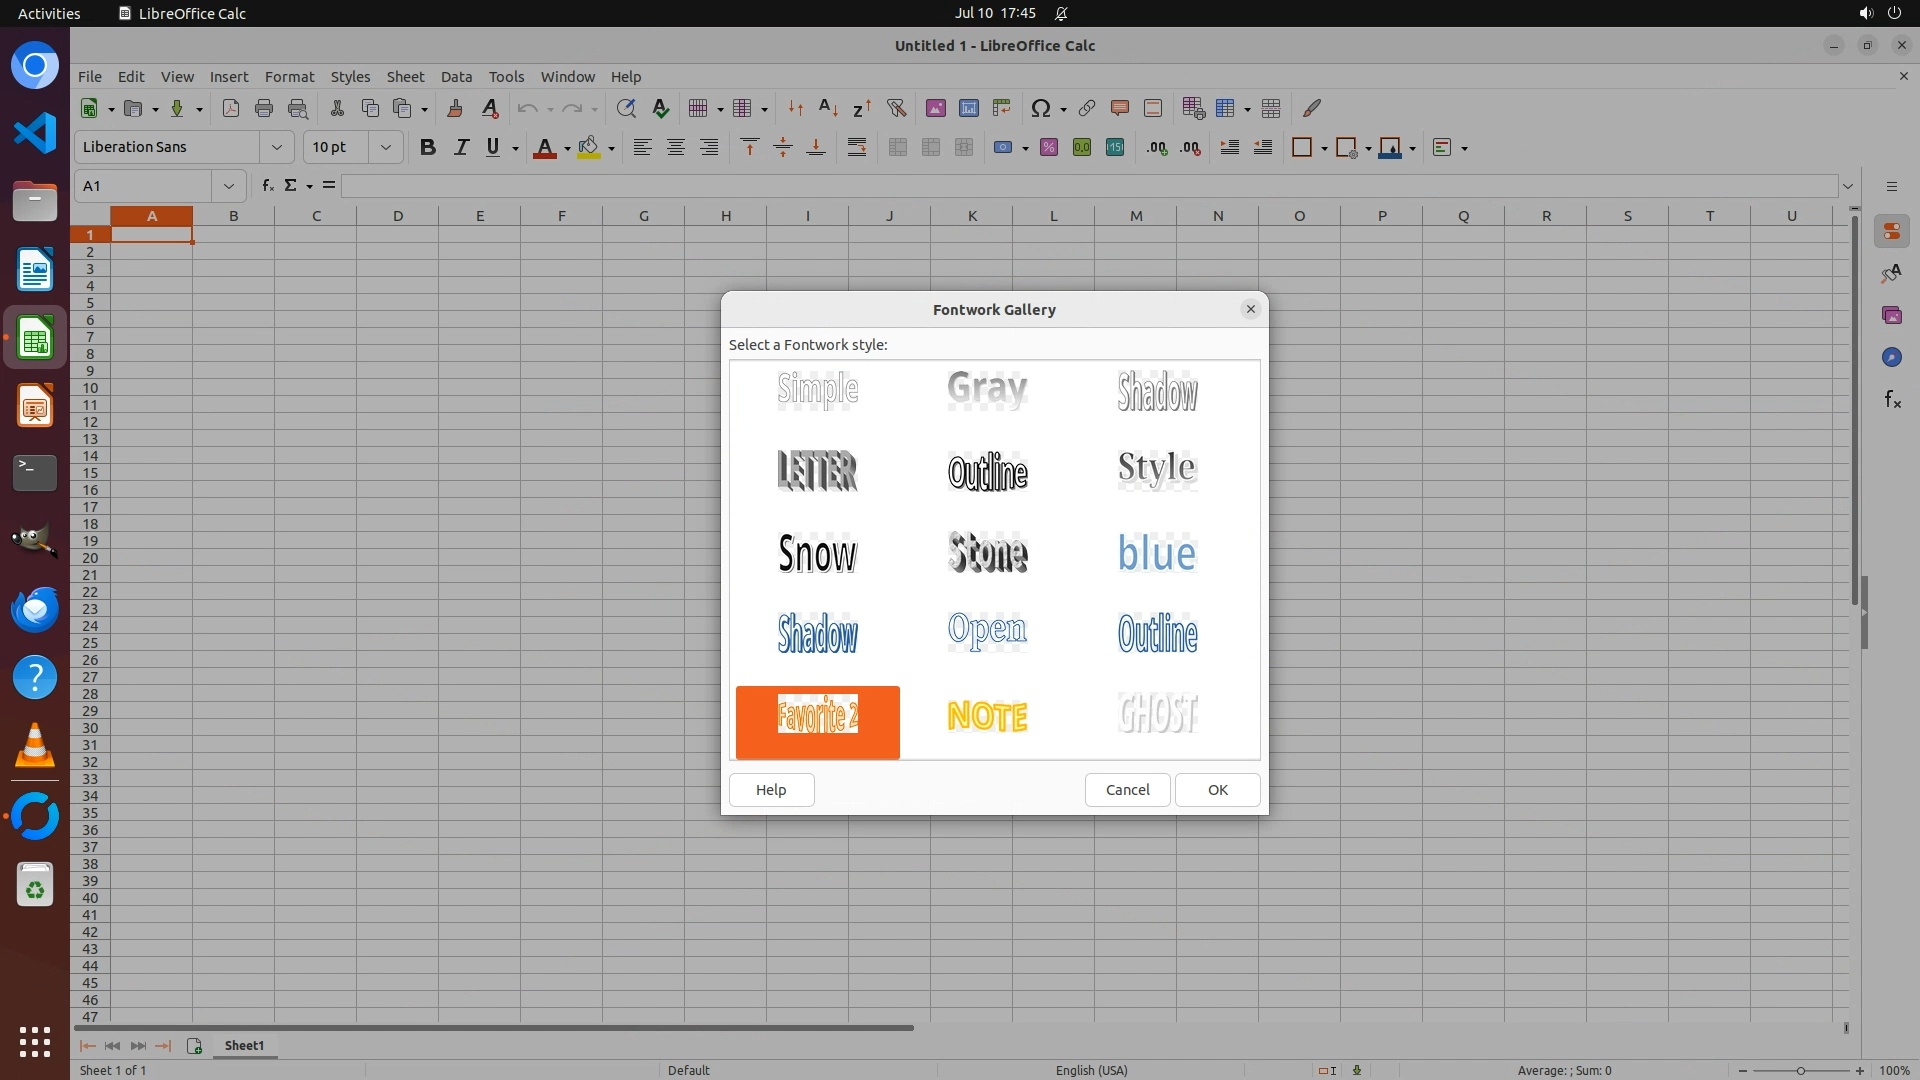 Activities LibreOffice Calc Jul 10 17:45
Untitled 1 - LibreOffice Calc
File Edit View Insert Format Styles Sheet Data Tools Window Help
Liberation Sans 10 pt
A1
A B C D E F G H I J K L M N O P Q R S T U
1
2
3
4
5
6
7
8
9
10
11
12
13
14
15
16
17
18
19
20
21
22
23
24
25
26
27
28
29
30
31
32
33
34
35
36
37
38
39
40
41
42
43
44
45
46
47
Fontwork Gallery
Select a Fontwork style:
Simple Gray Shadow
LETTER Outline Style
Snow Stone blue
Shadow Open Outline
Favorite 2 NOTE GHOST
Help Cancel OK
Sheet1
Sheet 1 of 1 Default English (USA) Average: ; Sum: 0 100%